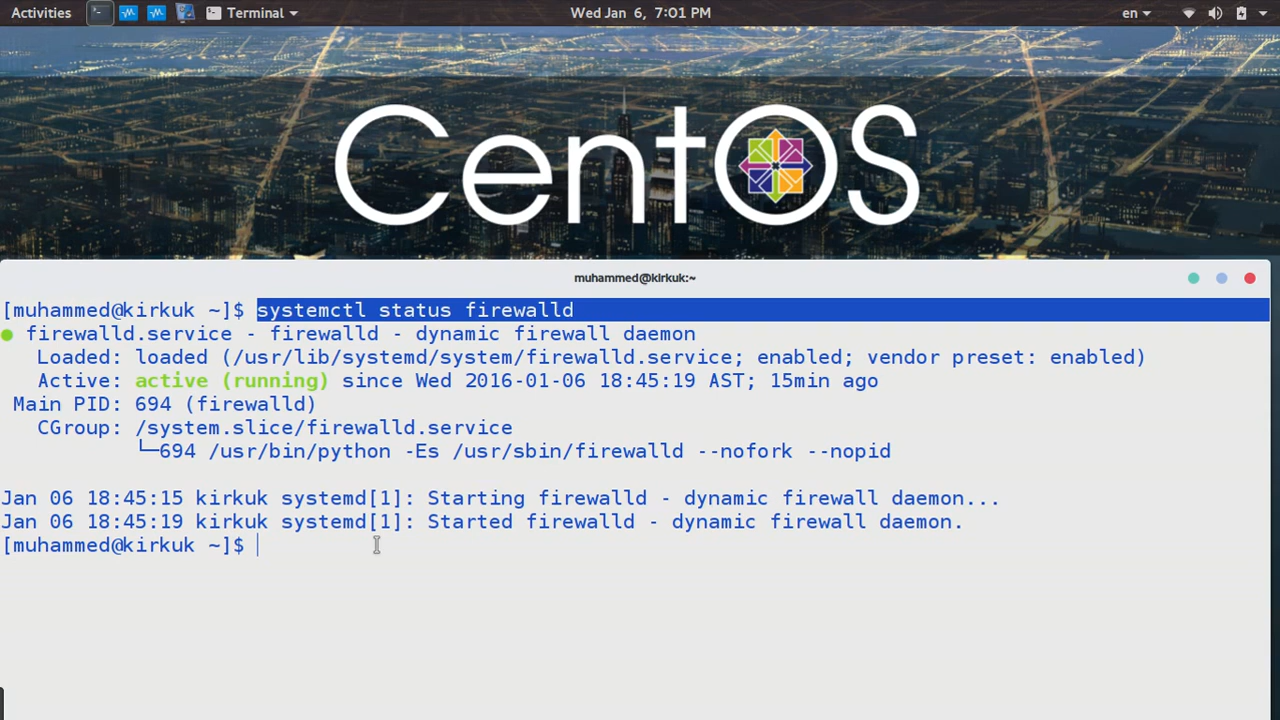 Activities Terminal Wed Jan 6, 7:01 PM en
CentOS
muhammed@kirkuk:~
[muhammed@kirkuk ~]$ systemctl status firewalld
● firewalld.service - firewalld - dynamic firewall daemon
   Loaded: loaded (/usr/lib/systemd/system/firewalld.service; enabled; vendor preset: enabled)
   Active: active (running) since Wed 2016-01-06 18:45:19 AST; 15min ago
 Main PID: 694 (firewalld)
   CGroup: /system.slice/firewalld.service
           └─694 /usr/bin/python -Es /usr/sbin/firewalld --nofork --nopid
Jan 06 18:45:15 kirkuk systemd[1]: Starting firewalld - dynamic firewall daemon...
Jan 06 18:45:19 kirkuk systemd[1]: Started firewalld - dynamic firewall daemon.
[muhammed@kirkuk ~]$